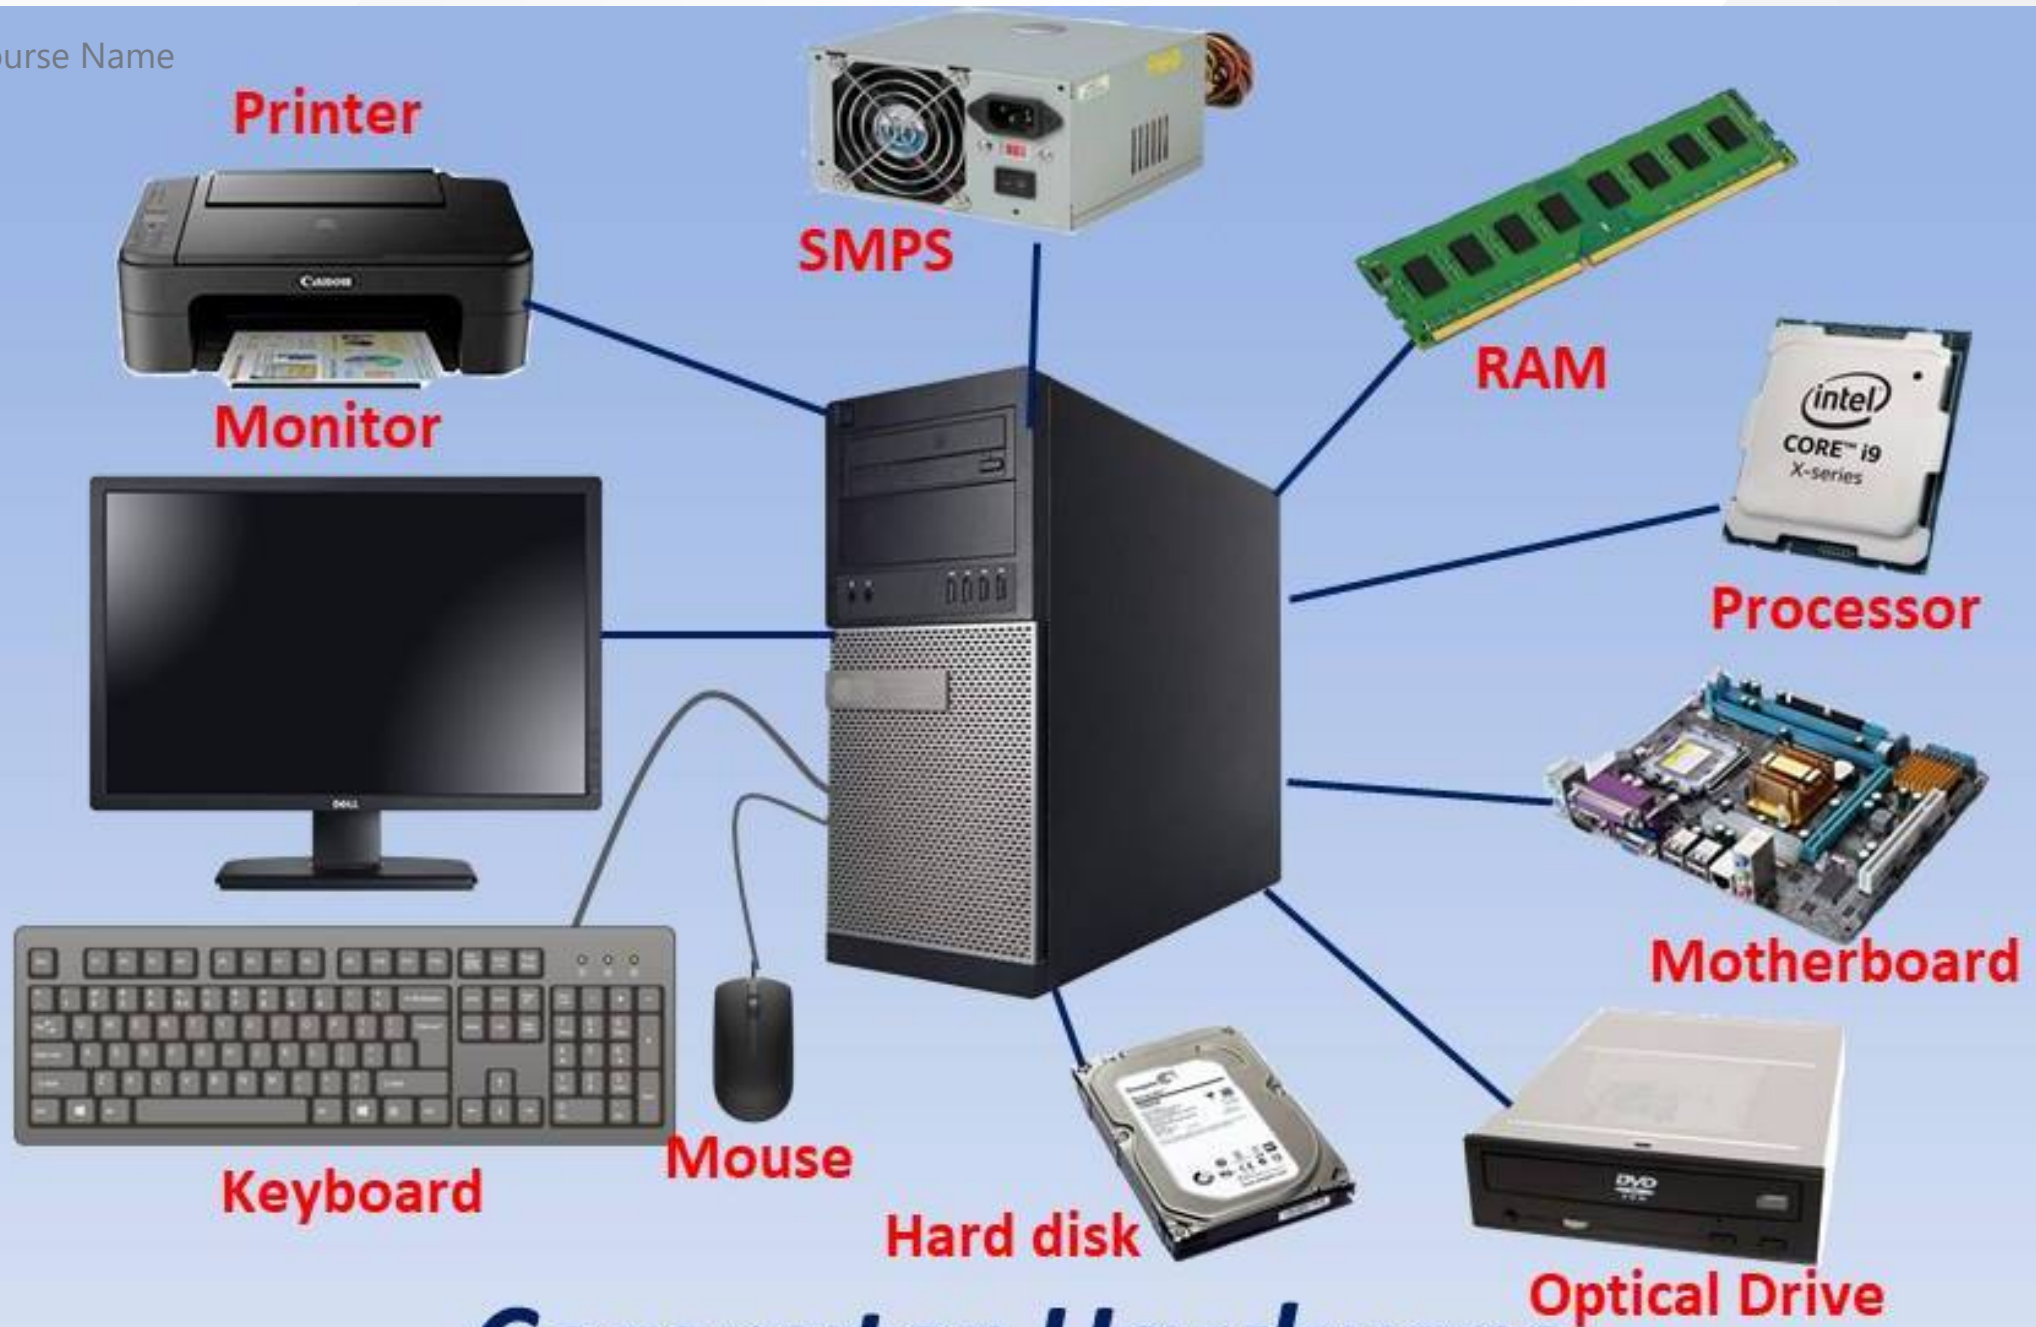 ourse Name
Printer
Canon
SMPS
RAM
intel
CORE™ i9
X-series
Processor
Monitor
DELL
Motherboard
Keyboard
Mouse
Hard disk
DVD
Optical Drive